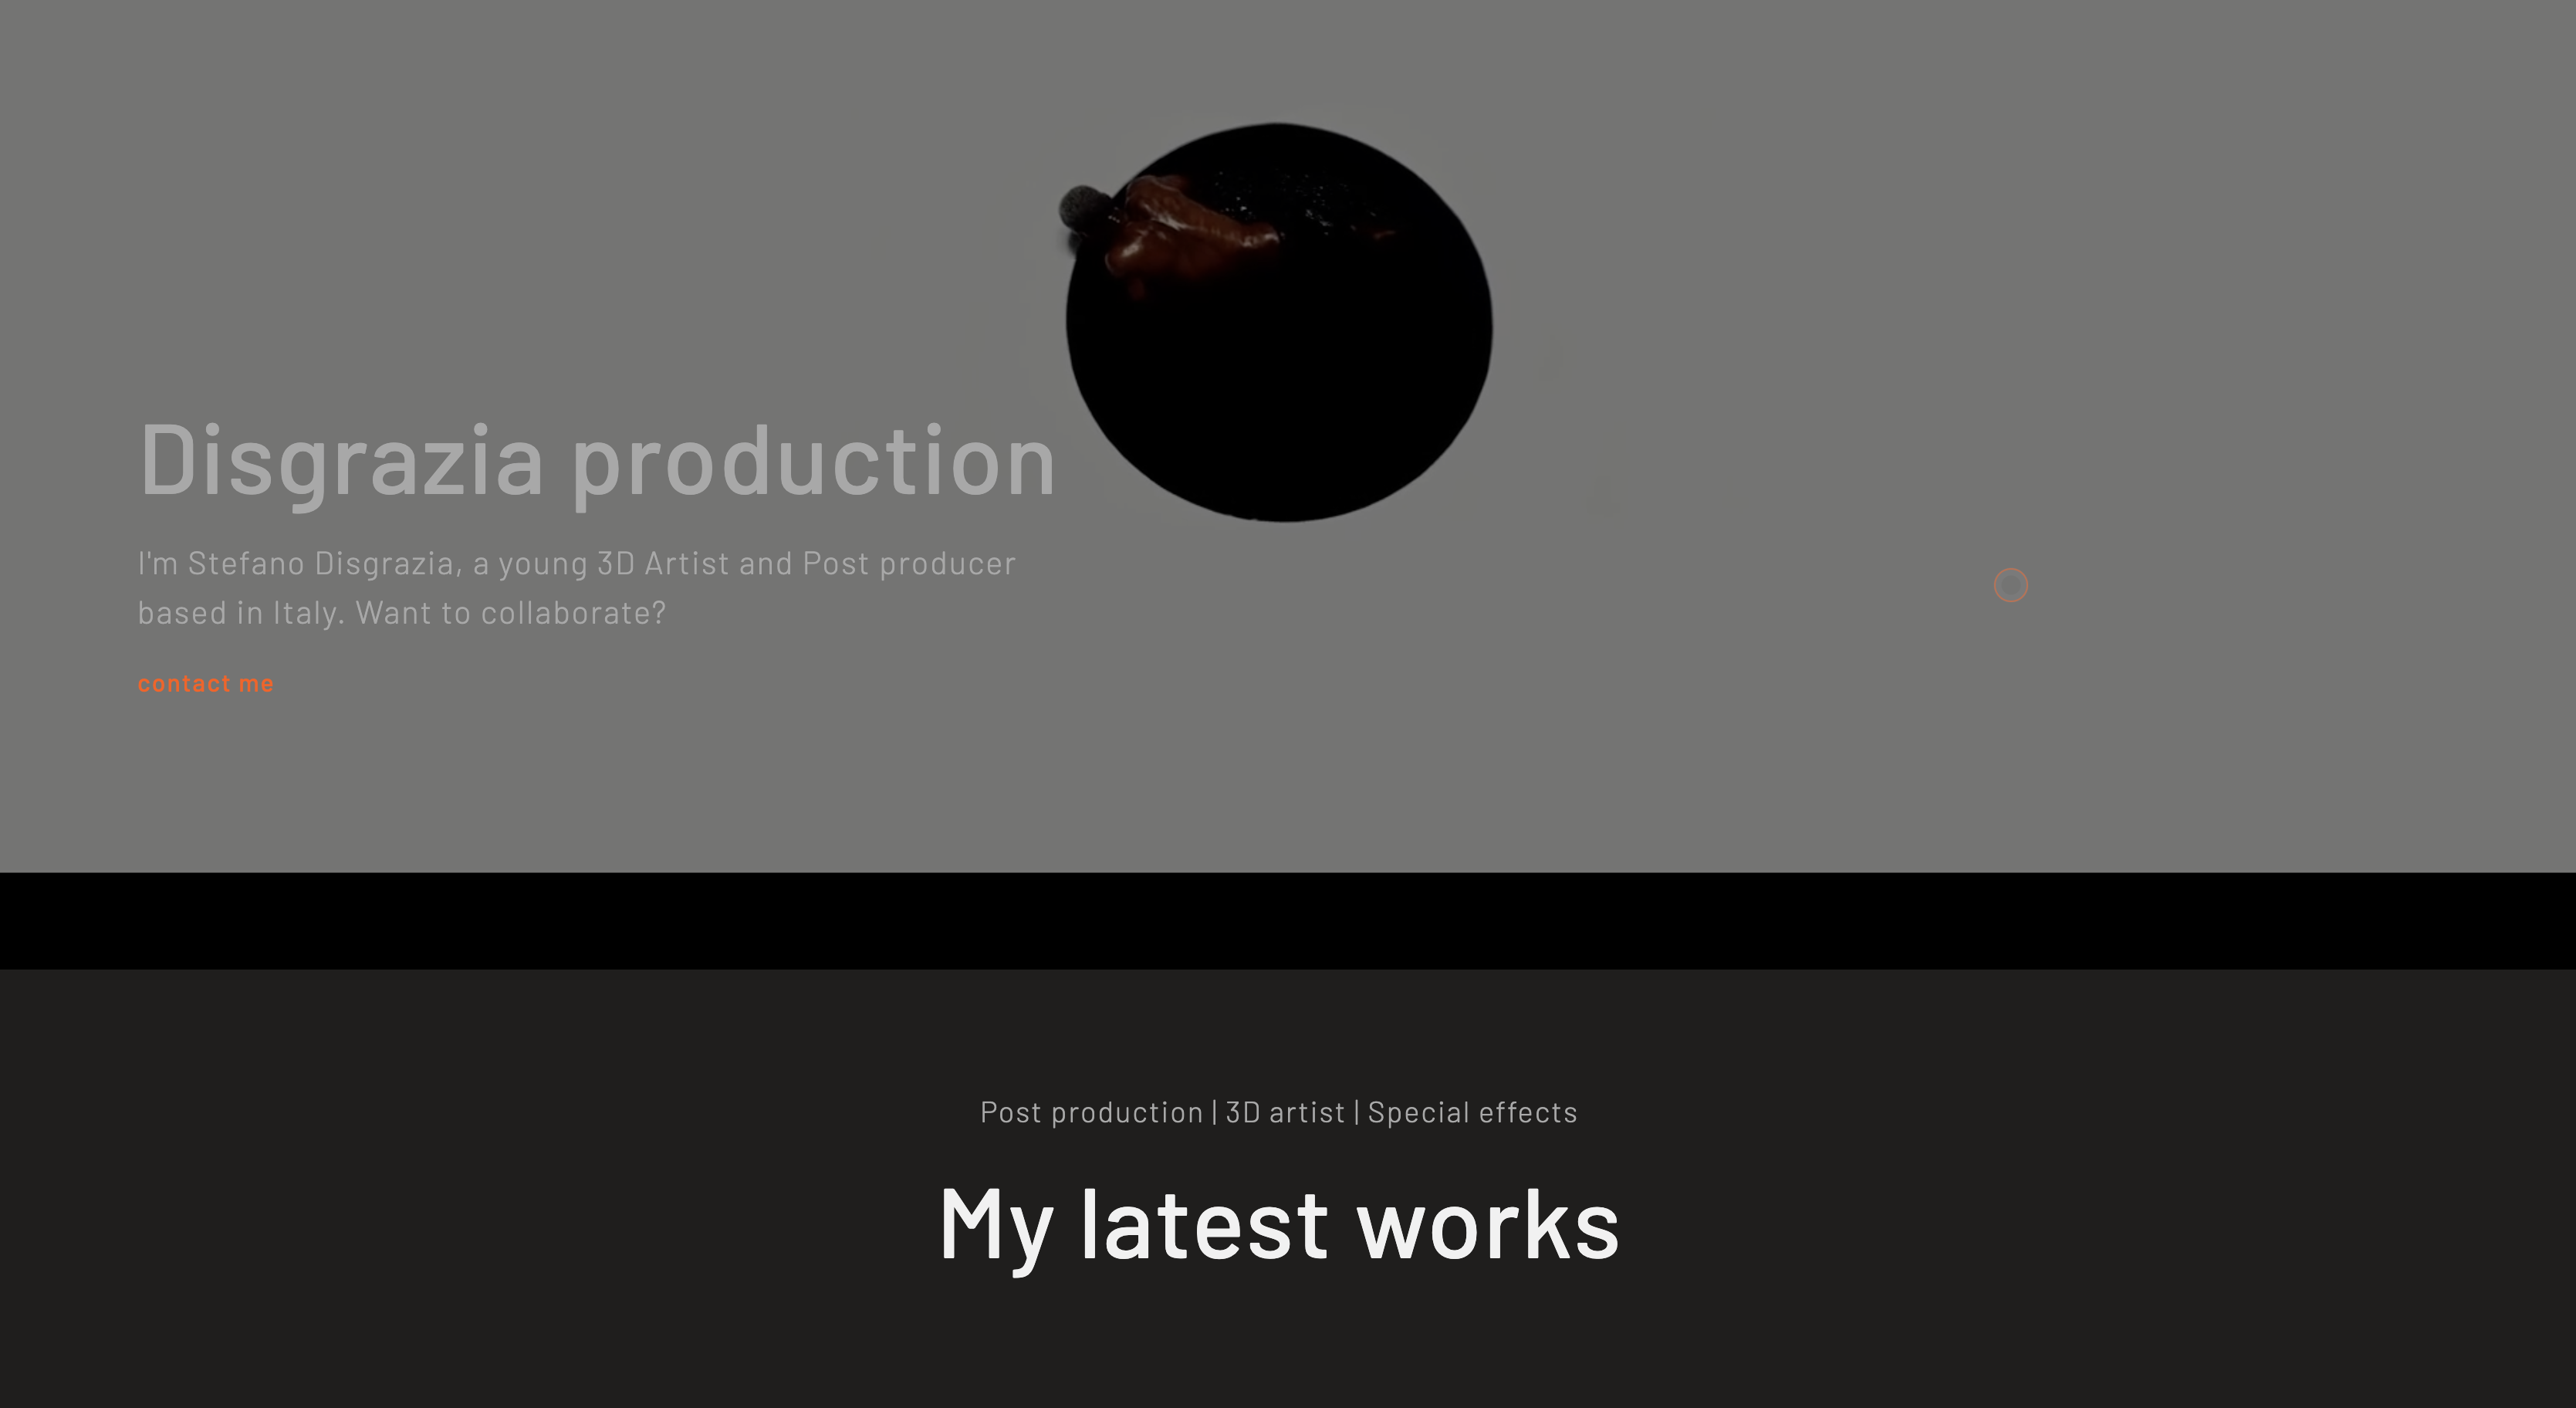 Disgrazia production
I'm Stefano Disgrazia, a young 3D Artist and Post producer
based in Italy. Want to collaborate?
contact me
Post production | 3D artist | Special effects
My latest works